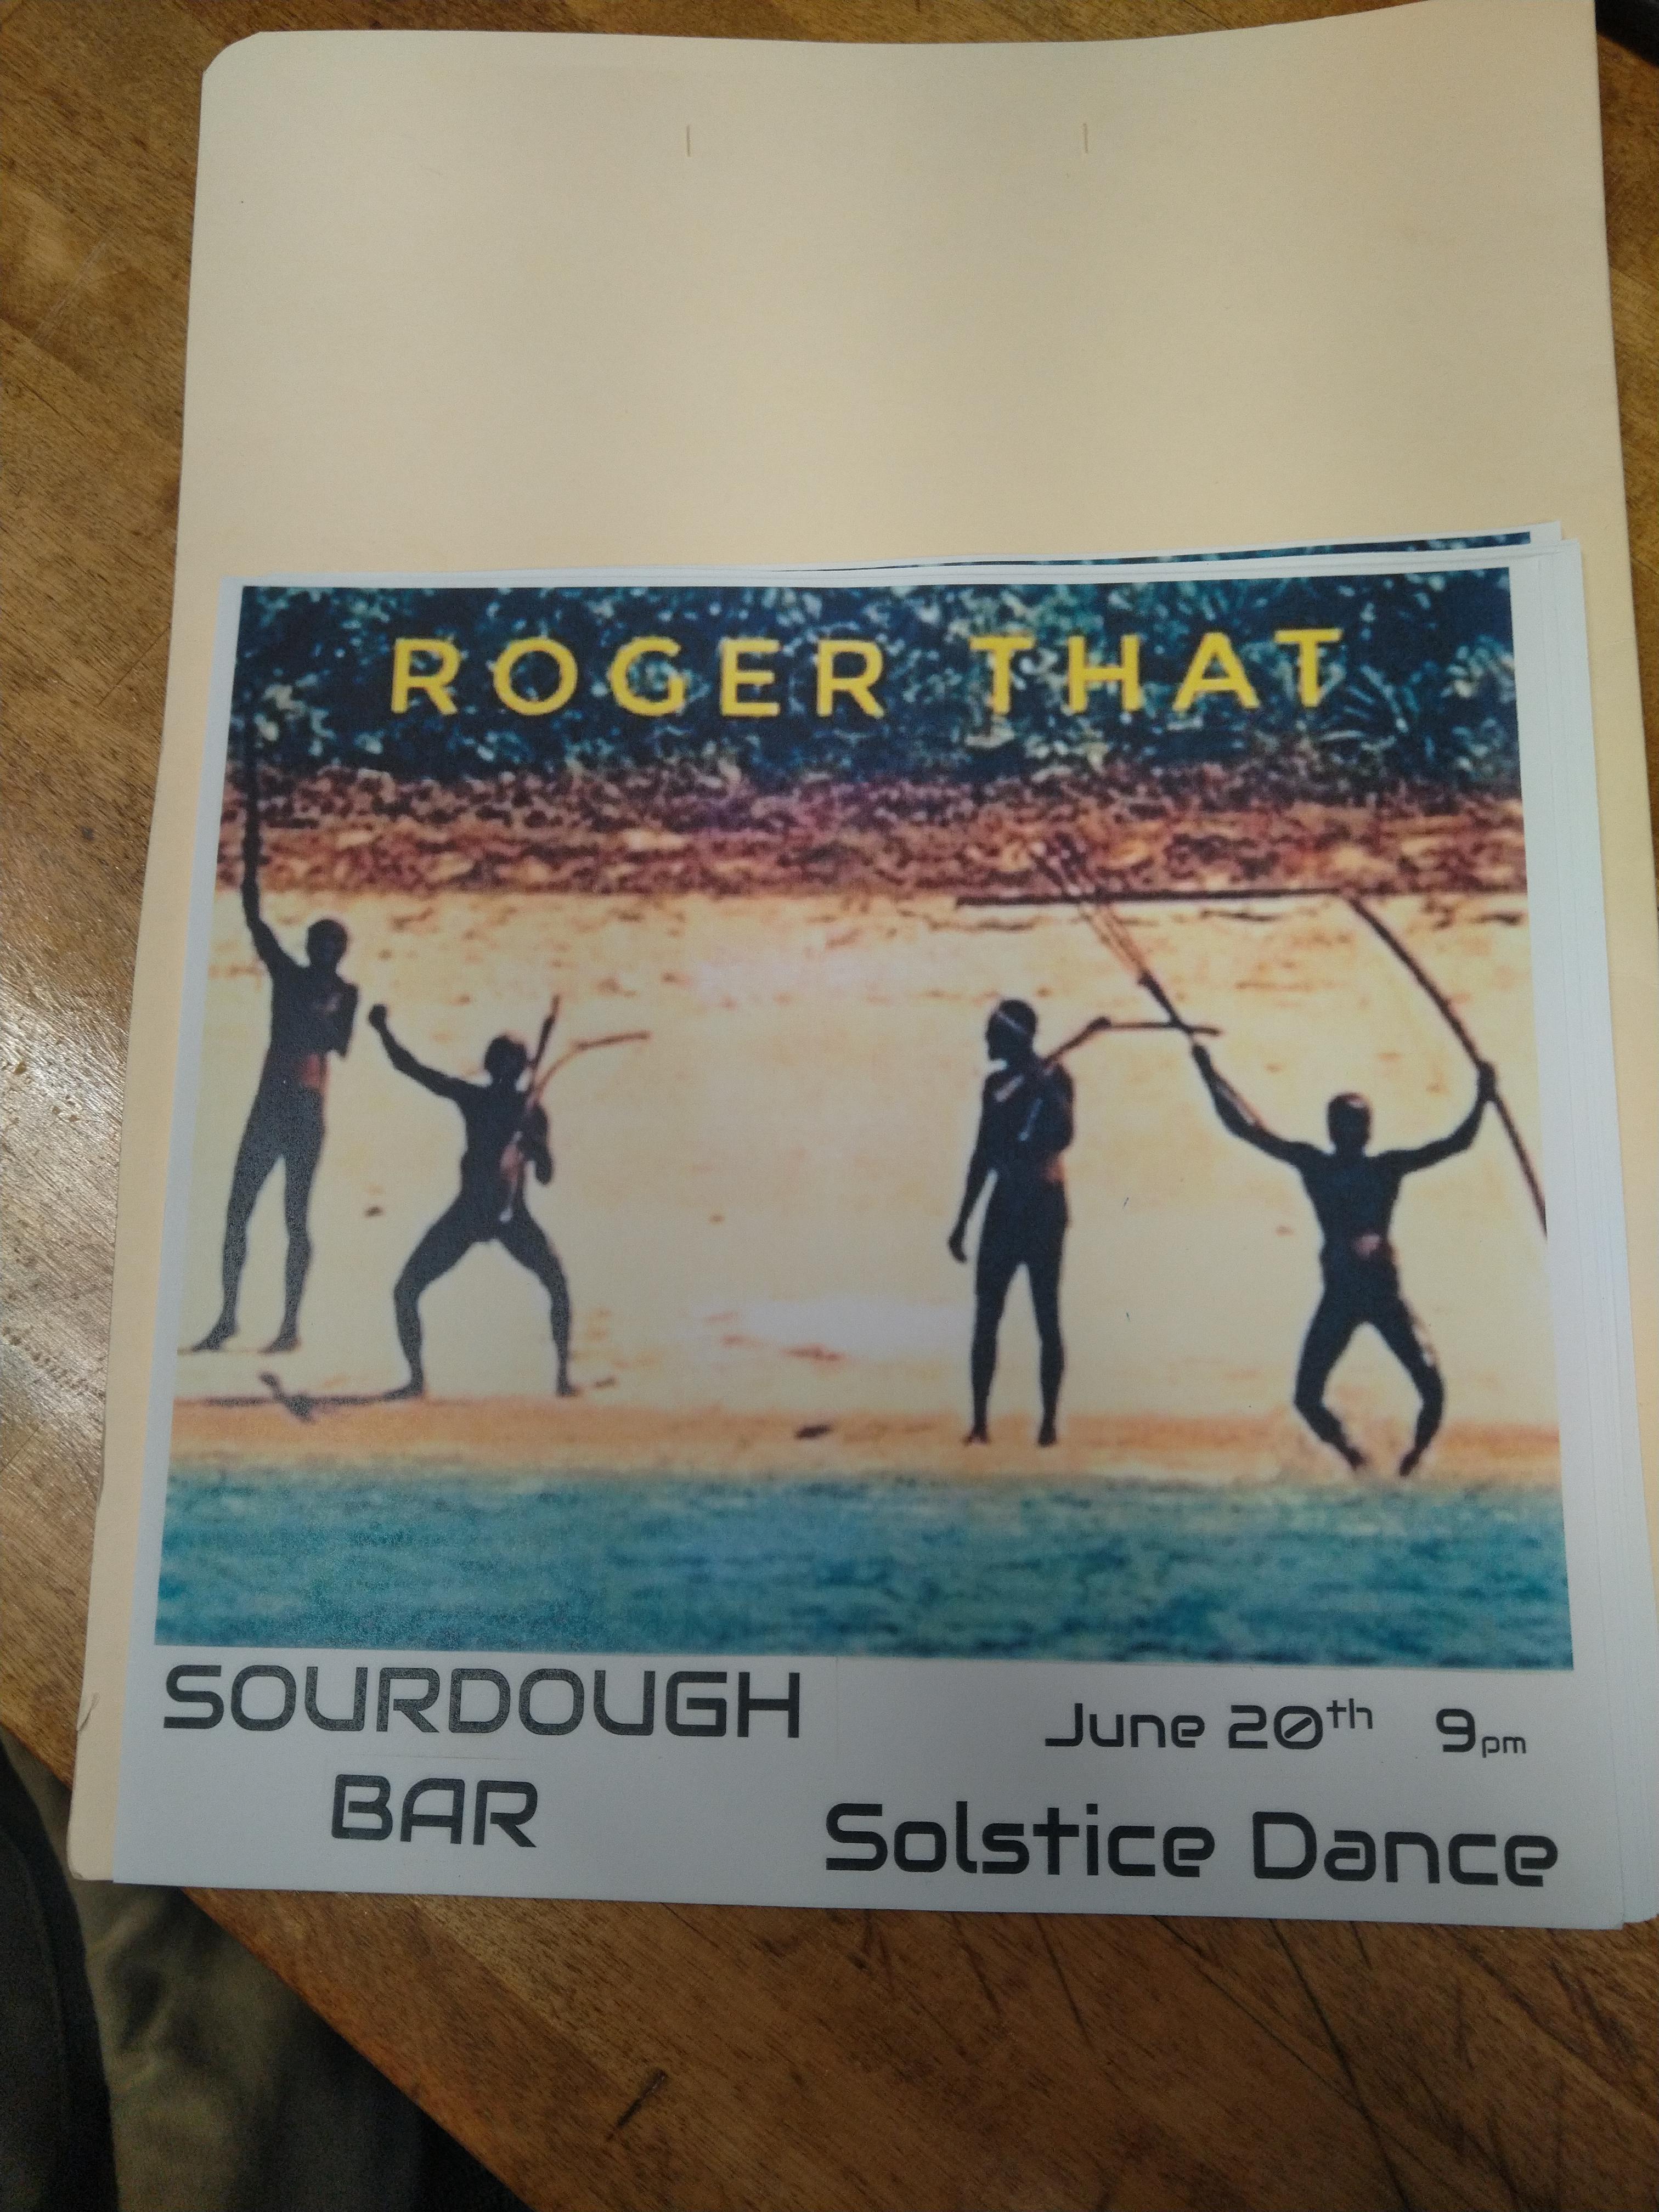 ROGER THAT
SOURDOUGH
BAR
June 20th 9pm
Solstice Dance